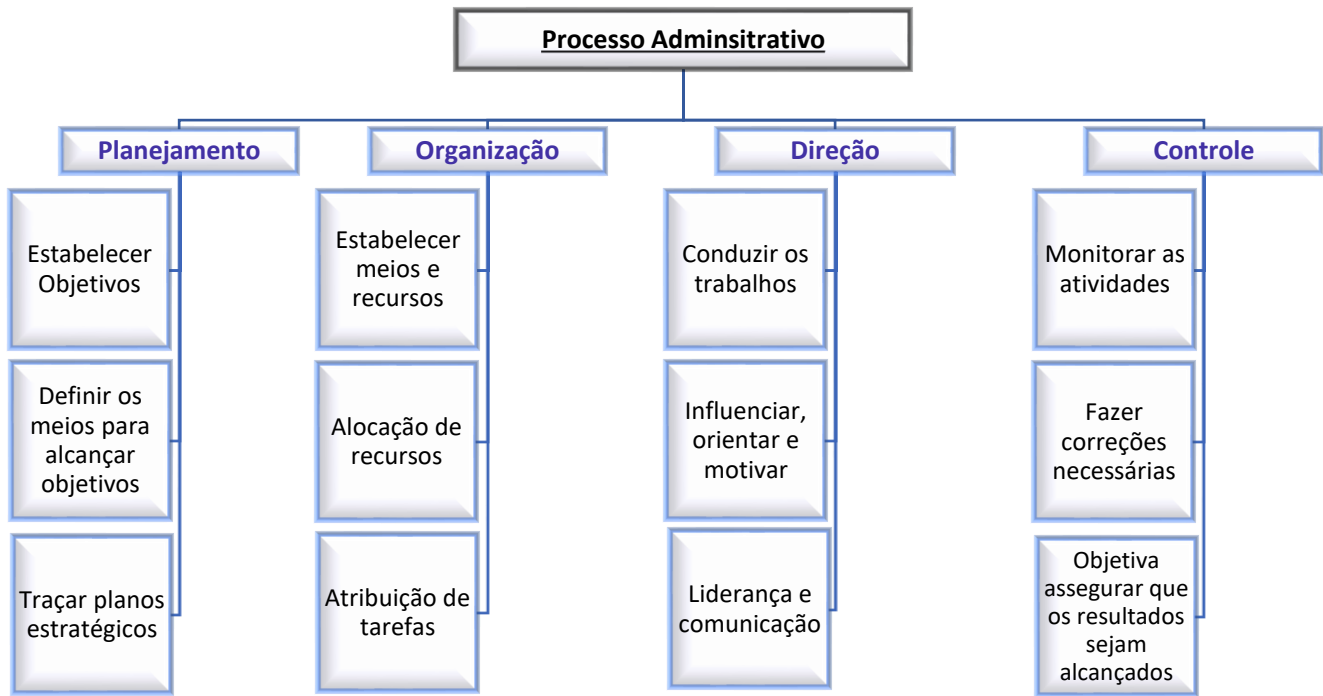 Processo Adminsitrativo
Planejamento
Estabelecer
Objetivos
Definir os
meios para
alcançar
objetivos
Traçar planos
estratégicos
Organização
Estabelecer
meios e
recursos
Alocação de
recursos
Atribuição de
tarefas
Direção
Conduzir os
trabalhos
Influenciar,
orientar e
motivar
Liderança e
comunicação
Controle
Monitorar as
atividades
Fazer
correções
necessárias
Objetiva
assegurar que
os resultados
sejam
alcançados